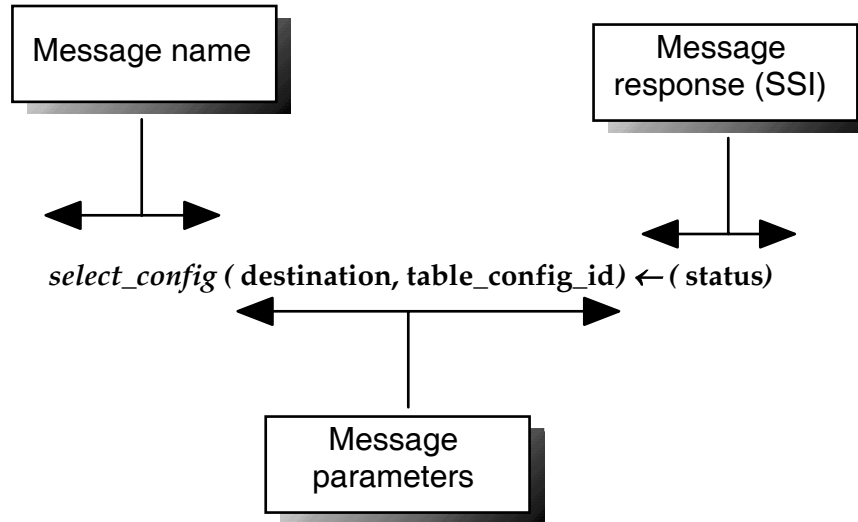 Message name
Message
response (SSI)
select_config ( destination, table_config_id) ← ( status)
Message
parameters